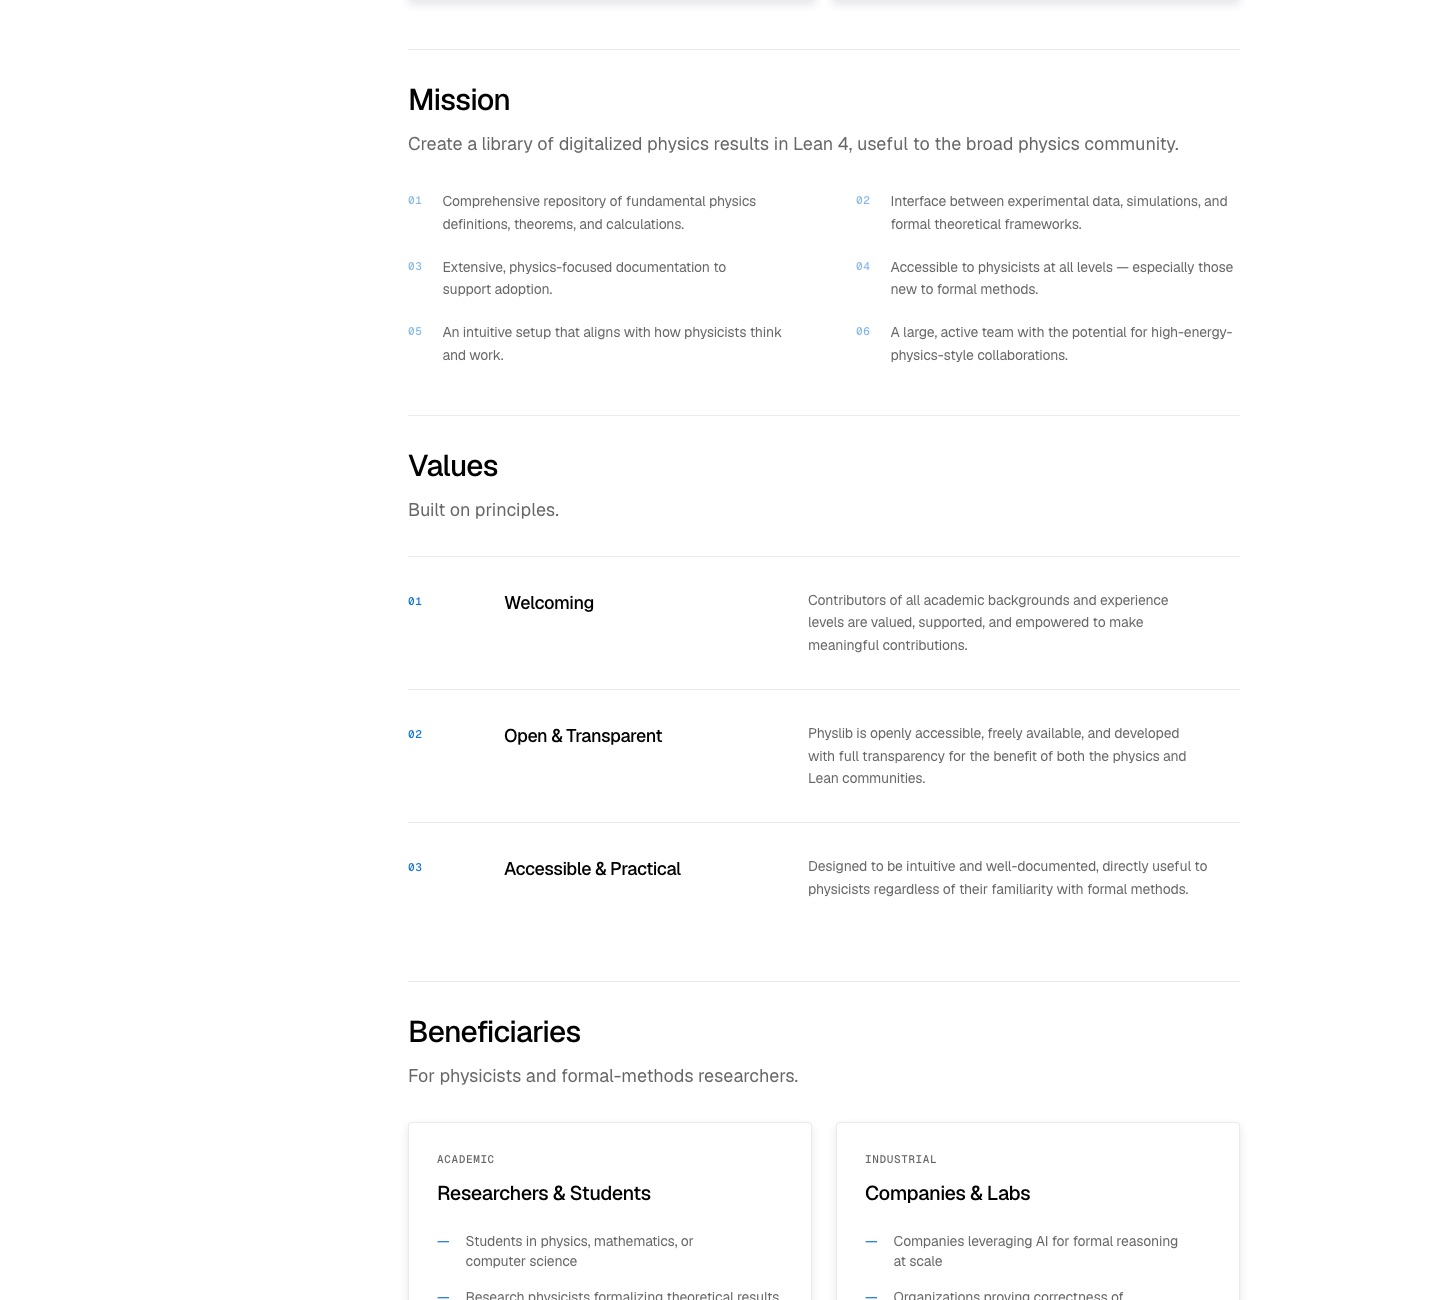 Mission
Create a library of digitalized physics results in Lean 4, useful to the broad physics community.
01
Comprehensive repository of fundamental physics
definitions, theorems, and calculations.
02
Interface between experimental data, simulations, and
formal theoretical frameworks.
03
Extensive, physics-focused documentation to
support adoption.
04
Accessible to physicists at all levels — especially those
new to formal methods.
05
An intuitive setup that aligns with how physicists think
and work.
06
A large, active team with the potential for high-energy-
physics-style collaborations.
Values
Built on principles.
01
Welcoming
Contributors of all academic backgrounds and experience
levels are valued, supported, and empowered to make
meaningful contributions.
02
Open & Transparent
Physlib is openly accessible, freely available, and developed
with full transparency for the benefit of both the physics and
Lean communities.
03
Accessible & Practical
Designed to be intuitive and well-documented, directly useful to
physicists regardless of their familiarity with formal methods.
Beneficiaries
For physicists and formal-methods researchers.
ACADEMIC
Researchers & Students
— Students in physics, mathematics, or
computer science
— Research physicists formalizing theoretical results
INDUSTRIAL
Companies & Labs
— Companies leveraging AI for formal reasoning
at scale
— Organizations proving correctness of